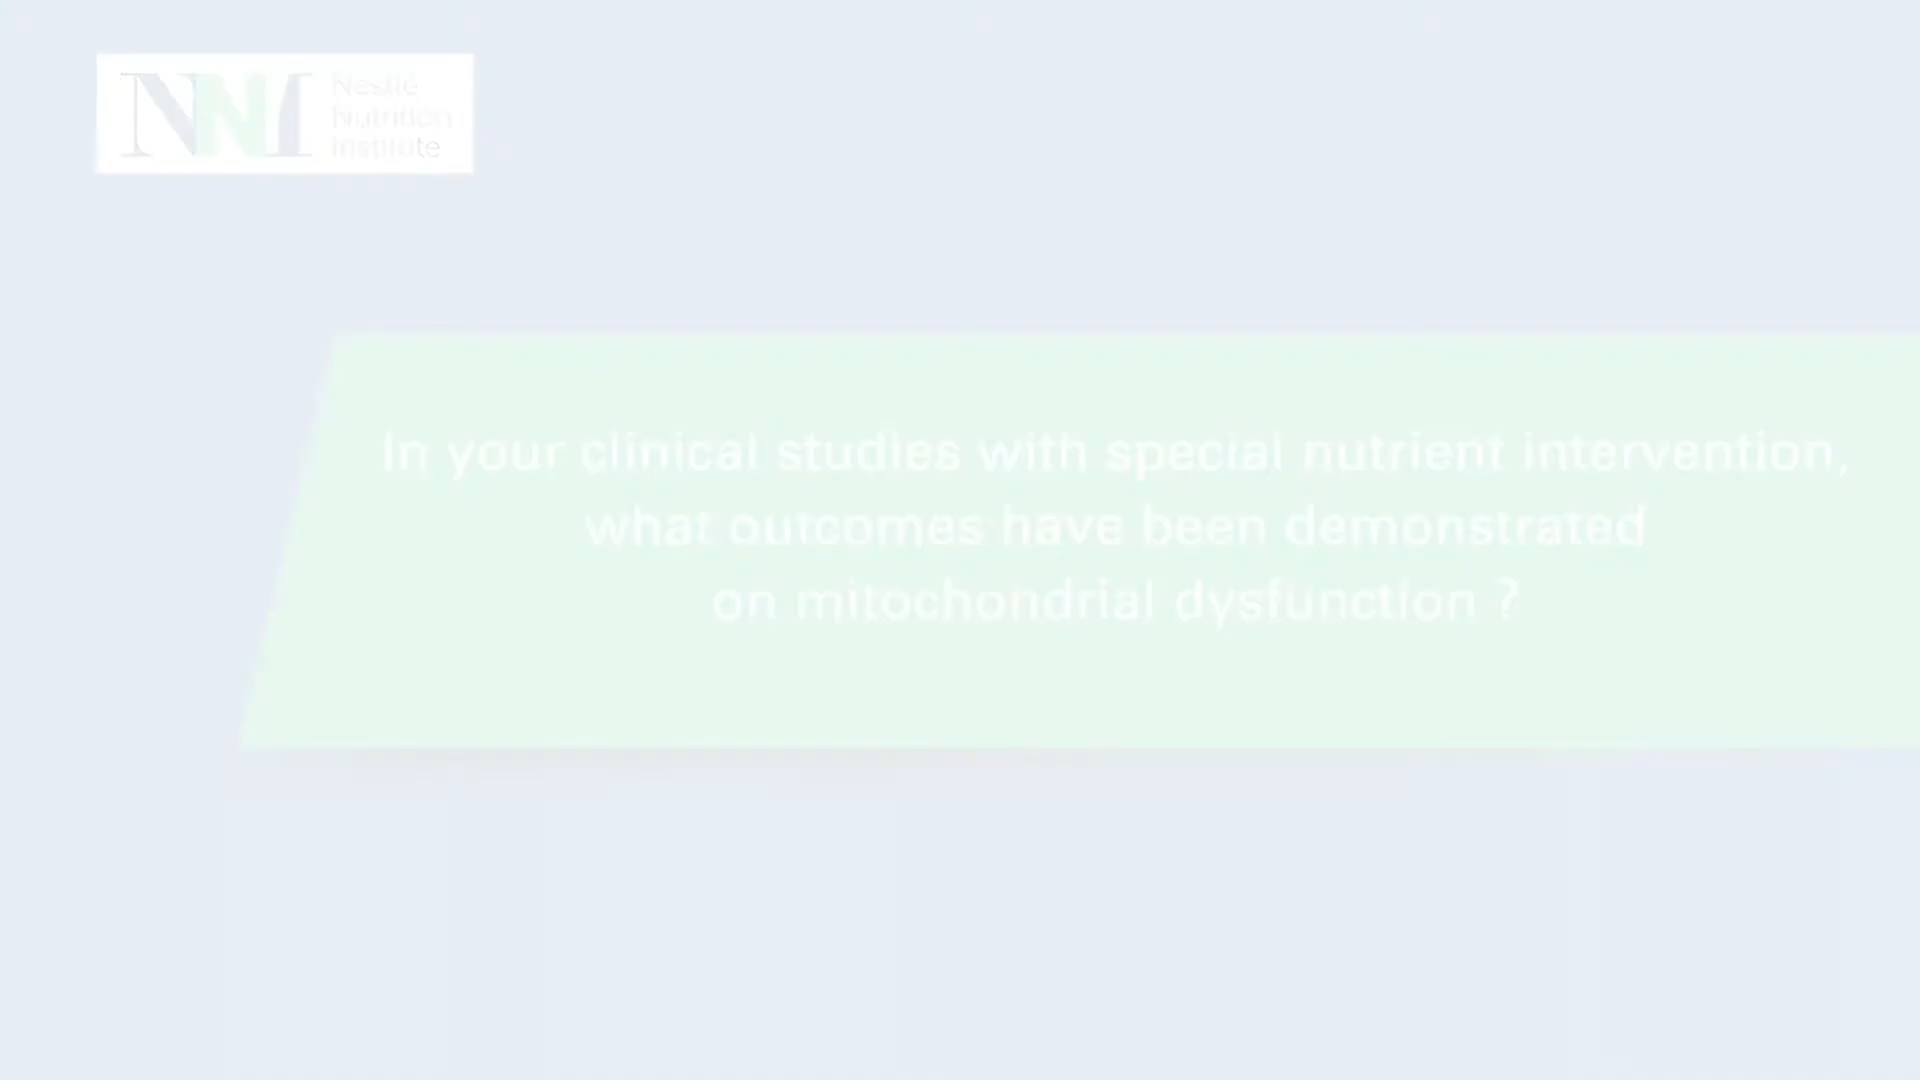 NNI
Nestlé
Nutrition
Institute
In your clinical studies with special nutrient intervention,
what outcomes have been demonstrated
on mitochondrial dysfunction ?